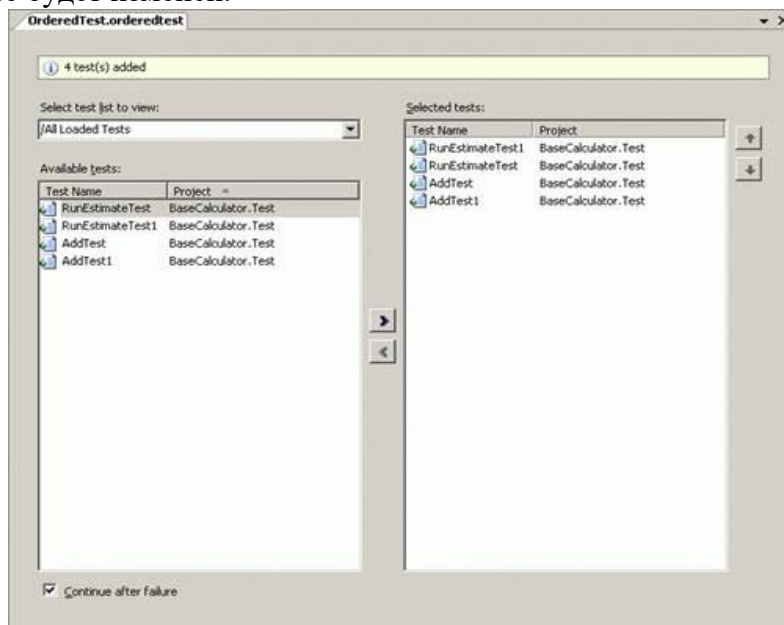 OrderedTest.orderedtest
4 test(s) added
Select test list to view:
/All Loaded Tests
Available tests:
Test Name Project
RunEstimateTest BaseCalculator.Test
RunEstimateTest1 BaseCalculator.Test
AddTest BaseCalculator.Test
AddTest1 BaseCalculator.Test
Selected tests:
Test Name Project
RunEstimateTest1 BaseCalculator.Test
RunEstimateTest BaseCalculator.Test
AddTest BaseCalculator.Test
AddTest1 BaseCalculator.Test
Continue after failure